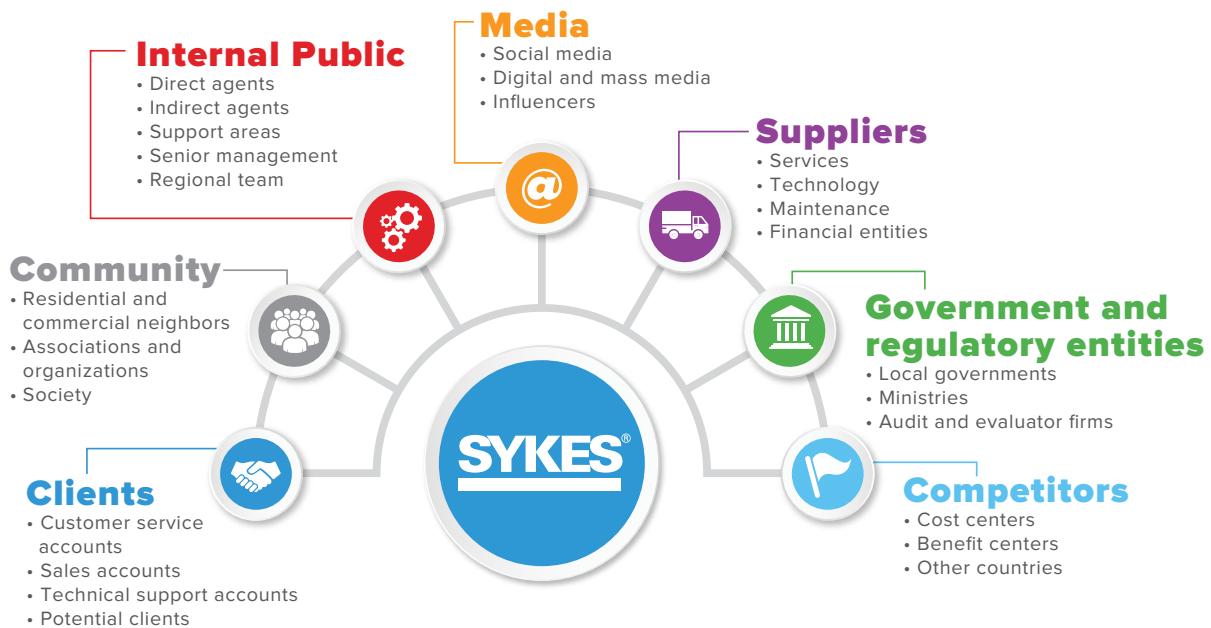 Media
• Social media
• Digital and mass media
• Influencers
Internal Public
• Direct agents
• Indirect agents
• Support areas
• Senior management
• Regional team
Suppliers
• Services
• Technology
• Maintenance
• Financial entities
@
Community
• Residential and
commercial neighbors
• Associations and
organizations
• Society
Government and
regulatory entities
• Local governments
• Ministries
• Audit and evaluator firms
SYKES®
Clients
• Customer service
accounts
• Sales accounts
• Technical support accounts
• Potential clients
Competitors
• Cost centers
• Benefit centers
• Other countries